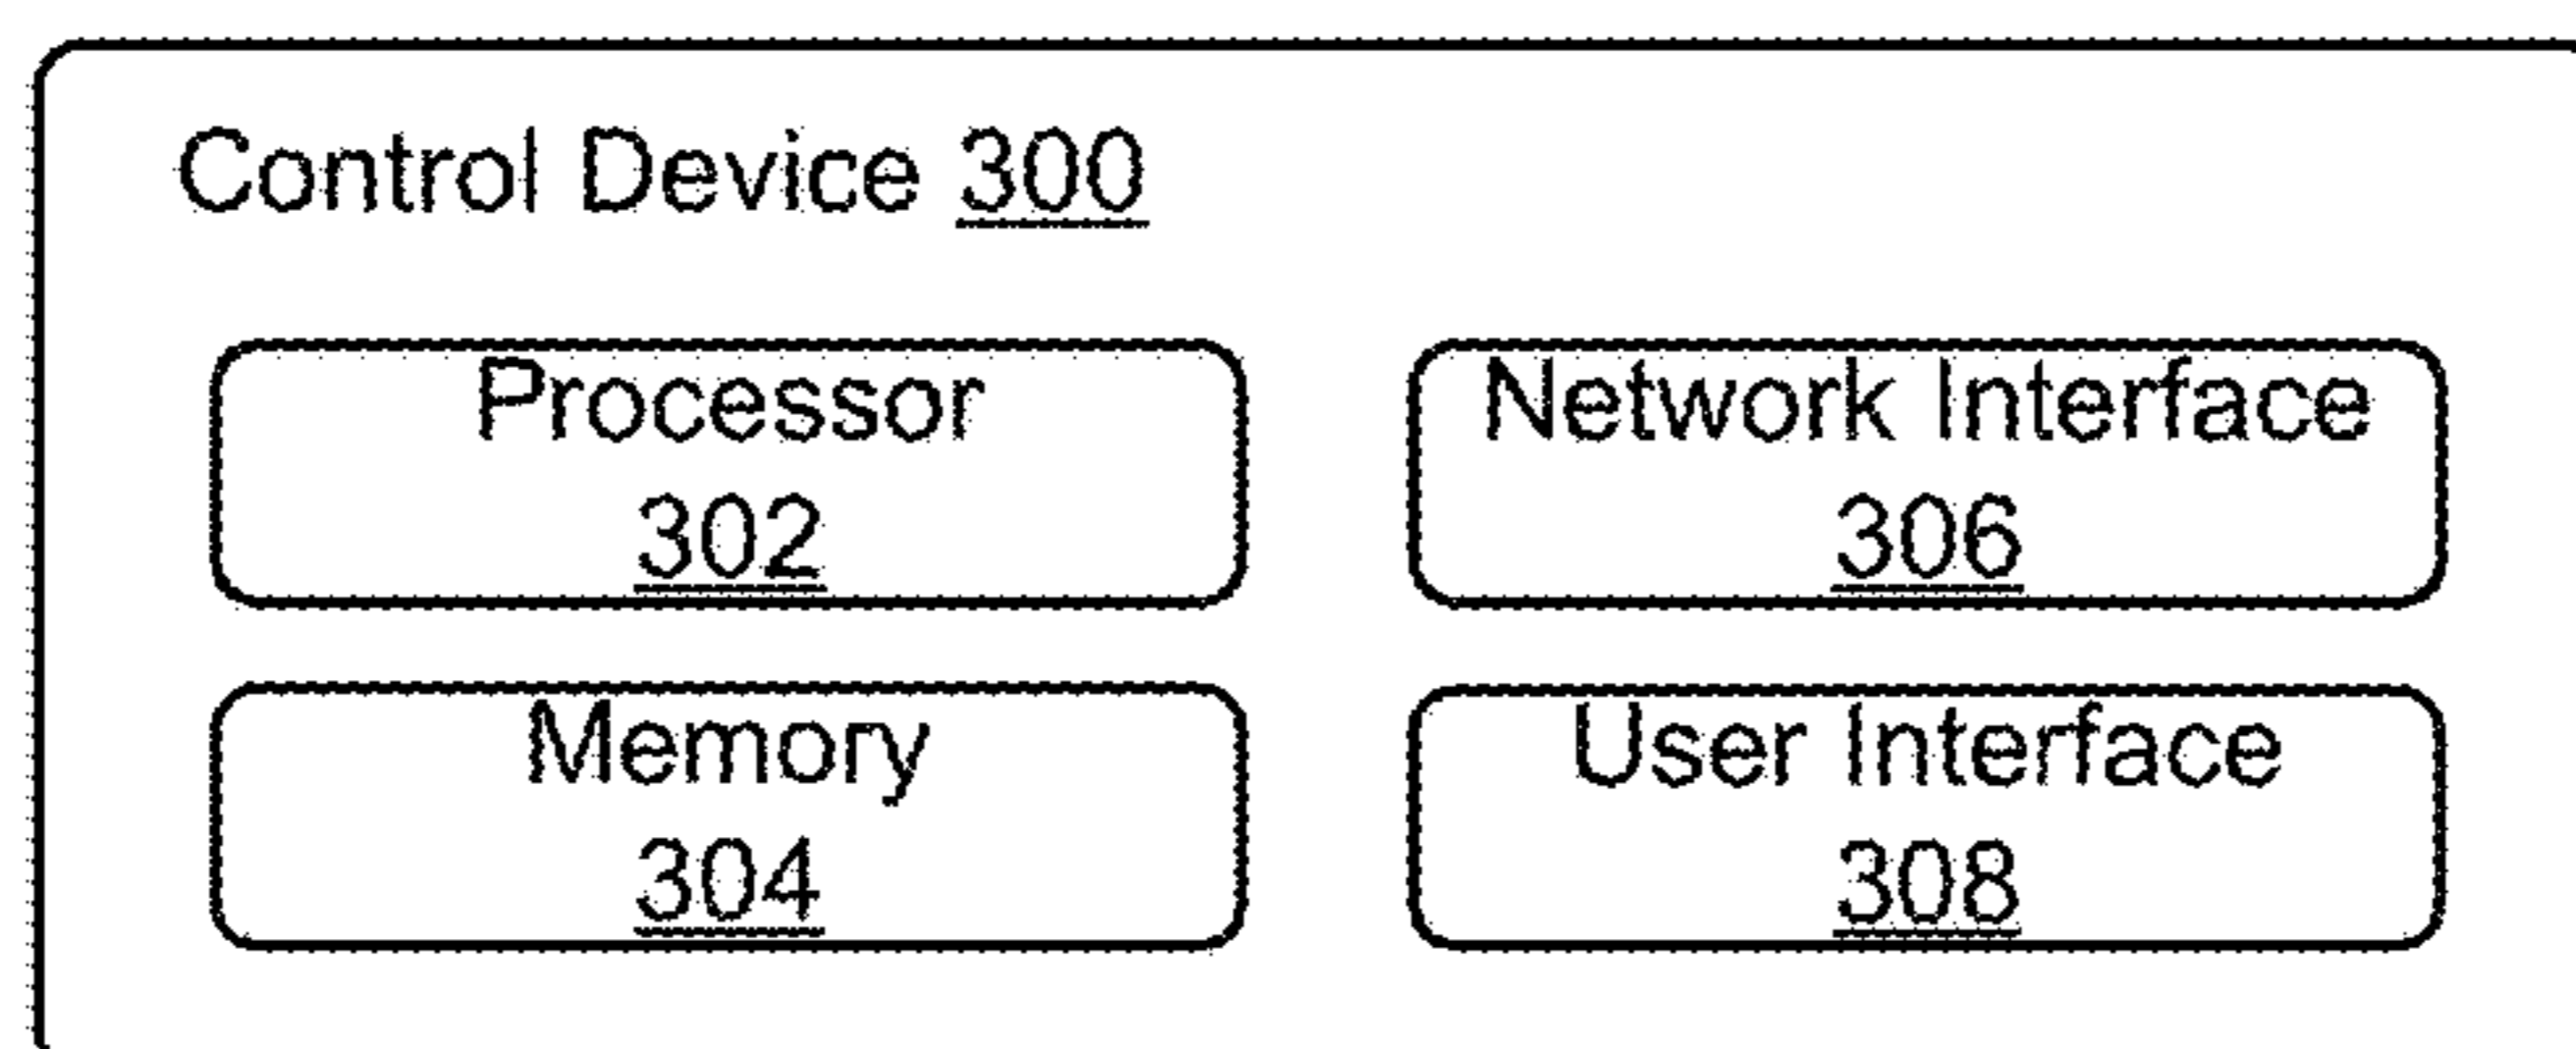 Control Device 300
Processor
302
Network Interface
306
Memory
304
User Interface
308